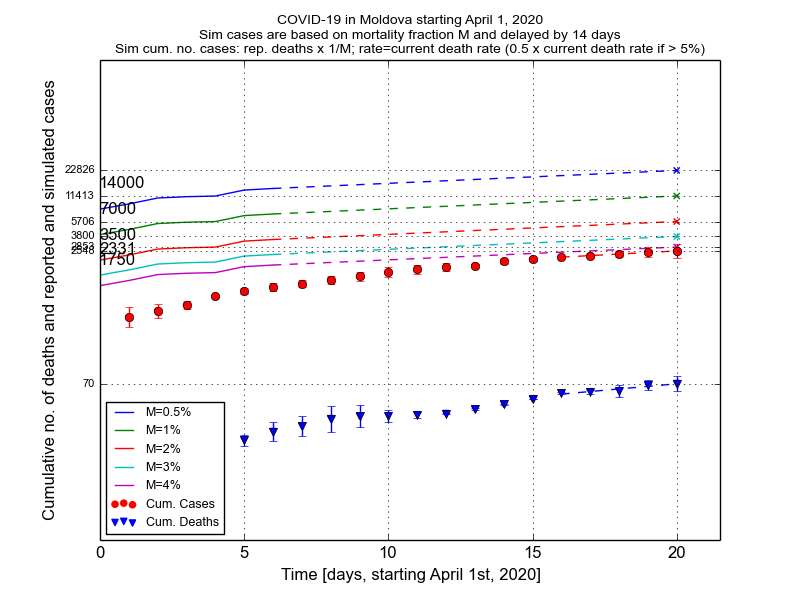 COVID-19 in Moldova starting April 1, 2020
Sim cases are based on mortality fraction M and delayed by 14 days
Sim cum. no. cases: rep. deaths x 1/M; rate=current death rate (0.5 x current death rate if > 5%)
Cumulative no. of deaths and reported and simulated cases
22826
14000
11413
7000
5706
3500
3800
2331
2853
2548
1750
70
M=0.5%
M=1%
M=2%
M=3%
M=4%
Cum. Cases
Cum. Deaths
0 5 10 15 20
Time [days, starting April 1st, 2020]